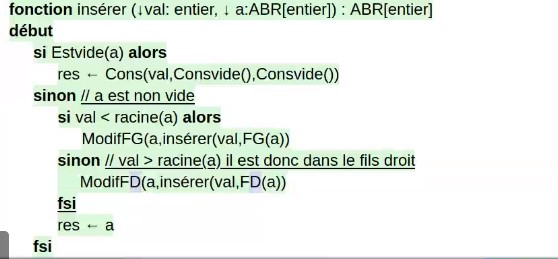 fonction insérer (↓val: entier, ↓ a:ABR[entier]) : ABR[entier]
début
si Estvide(a) alors
res ← Cons(val,Consvide(),Consvide())
sinon // a est non vide
si val < racine(a) alors
ModifFG(a,insérer(val,FG(a))
sinon // val > racine(a) il est donc dans le fils droit
ModifFD(a,insérer(val,FD(a))
fsi
res ← a
fsi